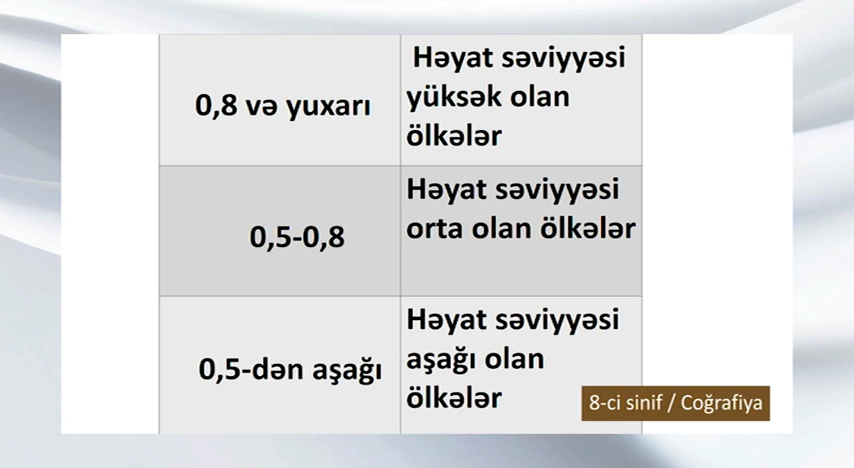 0,8 və yuxarı
Həyat səviyyəsi
yüksək olan
ölkələr
0,5-0,8
Həyat səviyyəsi
orta olan ölkələr
0,5-dən aşağı
Həyat səviyyəsi
aşağı olan
ölkələr
8-ci sinif / Coğrafiya